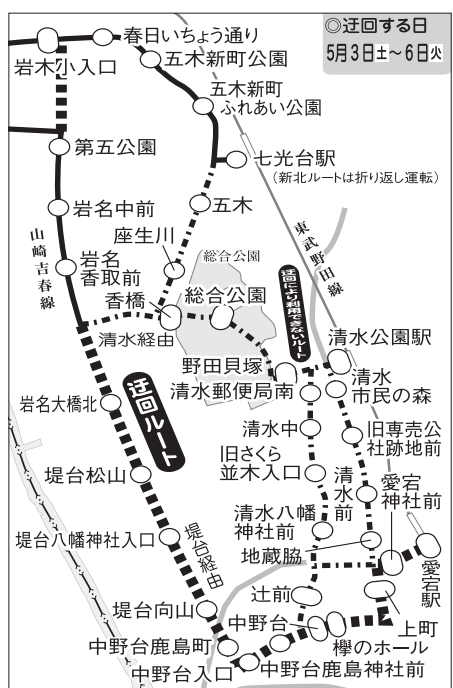 ◎迂回する日
5月3日土~6日火
春日いちょう通り
岩木小入口
五木新町公園
五木新町
ふれあい公園
第五公園
七光台駅
(新北ルートは折り返し運転)
岩名中前
五木
山崎吉春線
座生川
岩名
香取前
総合公園
東武野田線
香橋
総合公園
迂回により利用できないルート
清水経由
清水公園駅
野田貝塚
迂回ルート
清水郵便局南
清水
市民の森
岩名大橋北
清水中
旧専売公
社跡地前
旧さくら
並木入口
堤台松山
清水前
愛宕
神社前
清水八幡
神社前
堤台八幡神社入口
地蔵脇
堤台経由
愛宕駅
辻前
堤台向山
上町
中野台
欅のホール
中野台鹿島町
中野台鹿島神社前
中野台入口